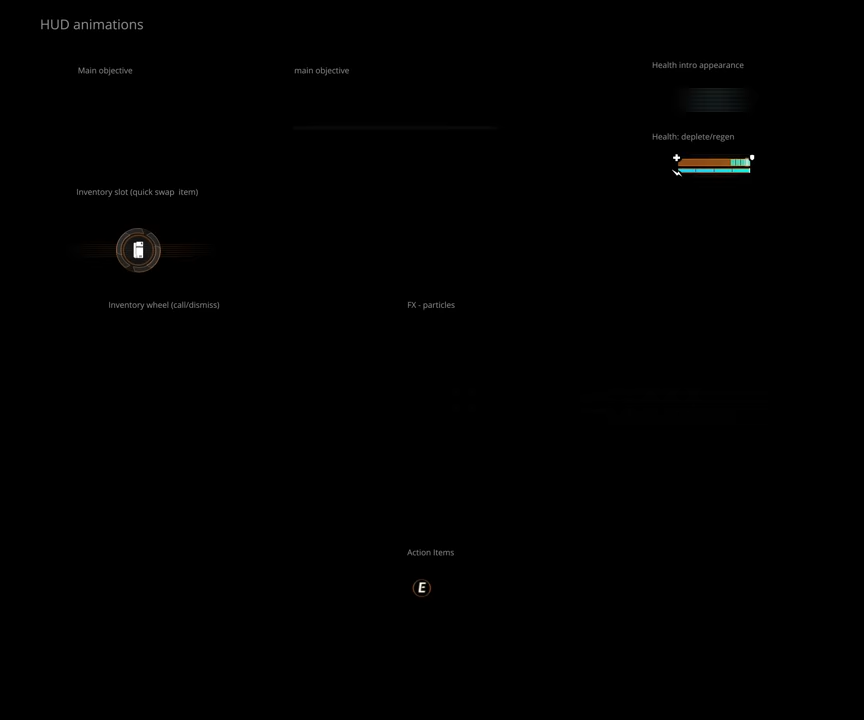 HUD animations
Main objective
main objective
Health intro appearance
Health: deplete/regen
Inventory slot (quick swap item)
Inventory wheel (call/dismiss)
FX - particles
Action Items
E